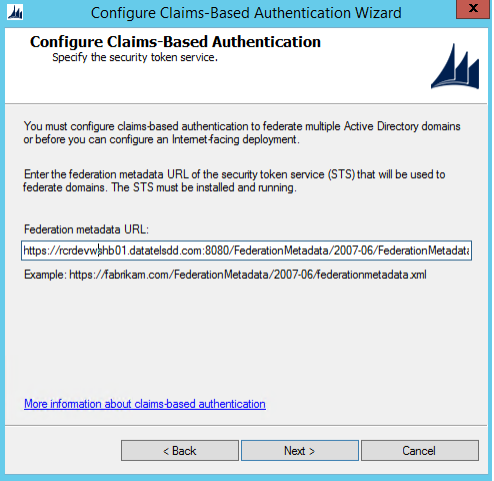 Configure Claims-Based Authentication Wizard
x
Configure Claims-Based Authentication
Specify the security token service.
You must configure claims-based authentication to federate multiple Active Directory domains
or before you can configure an Internet-facing deployment.
Enter the federation metadata URL of the security token service (STS) that will be used to
federate domains. The STS must be installed and running.
Federation metadata URL:
https://rcrdevwshb01.datatelsdd.com:8080/FederationMetadata/2007-06/FederationMetadata
Example: https://fabrikam.com/FederationMetadata/2007-06/federationmetadata.xml
More information about claims-based authentication
< Back
Next >
Cancel